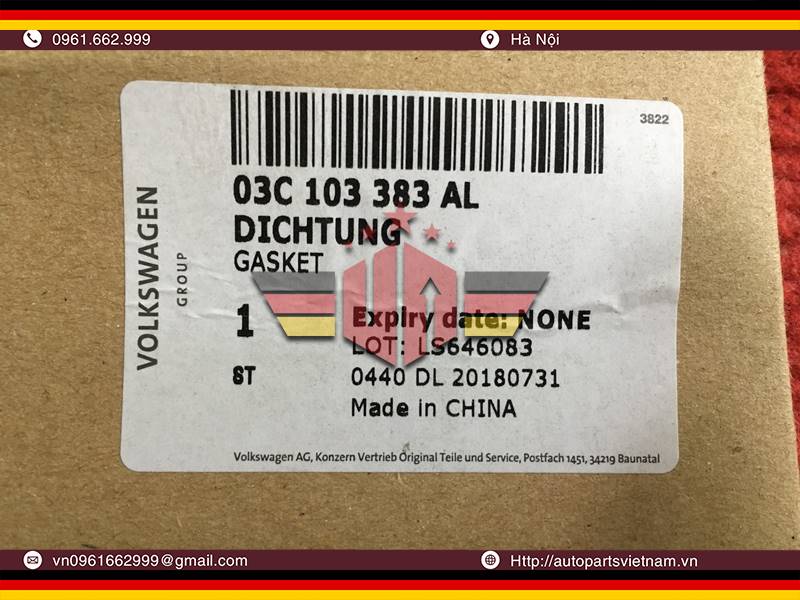 0961.662.999
Hà Nội
3822
03C 103 383 AL
DICHTUNG
GASKET
VOLKSWAGEN
GROUP
1
Expiry date: NONE
LOT: LS646083
ST
0440 DL 20180731
Made in CHINA
Volkswagen AG, Konzern Vertrieb Original Teile und Service, Postfach 1451, 34219 Baunatal
vn0961662999@gmail.com
Http://autopartsvietnam.vn